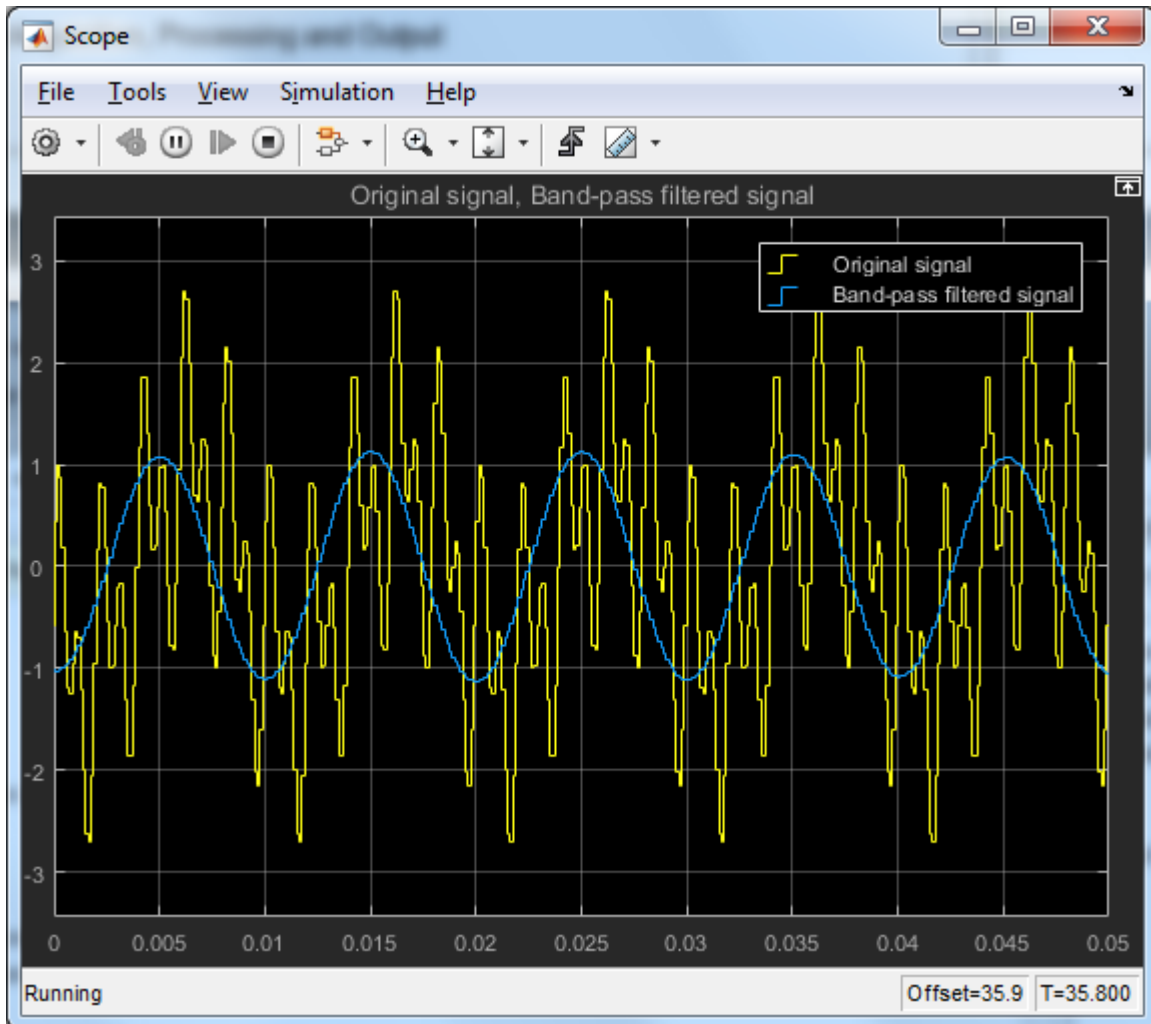 Scope
File Tools View Simulation Help
Original signal, Band-pass filtered signal
Original signal
Band-pass filtered signal
3
2
1
0
-1
-2
-3
0 0.005 0.01 0.015 0.02 0.025 0.03 0.035 0.04 0.045 0.05
Running Offset=35.9 T=35.800